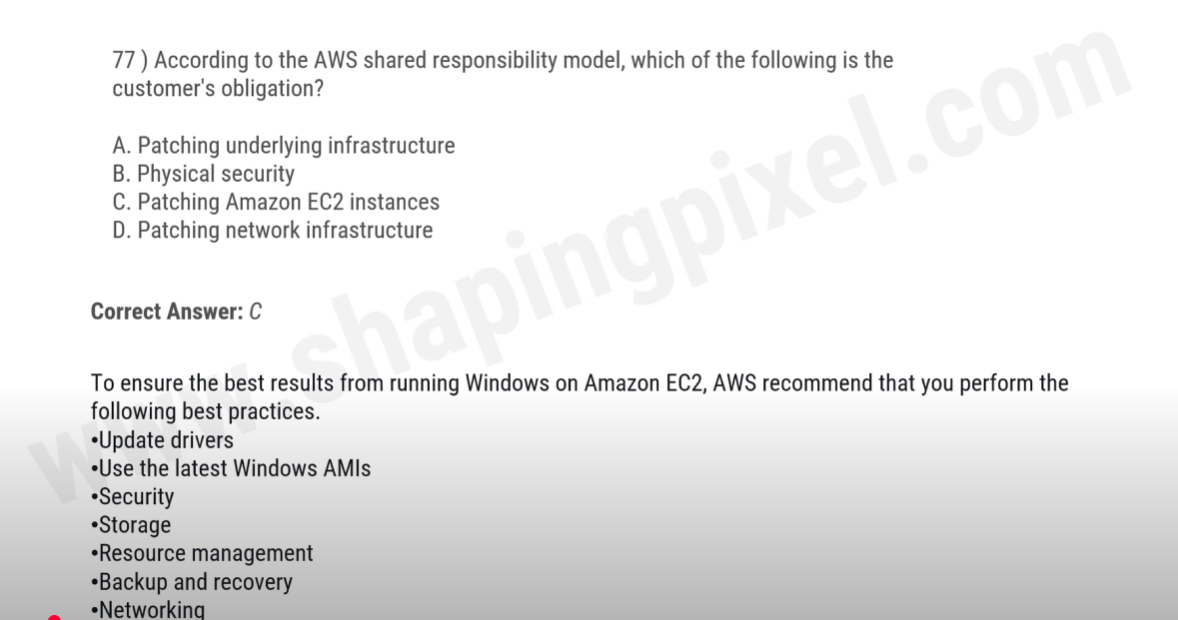 77 ) According to the AWS shared responsibility model, which of the following is the
customer's obligation?
A. Patching underlying infrastructure
B. Physical security
C. Patching Amazon EC2 instances
D. Patching network infrastructure
Correct Answer: C
To ensure the best results from running Windows on Amazon EC2, AWS recommend that you perform the
following best practices.
•Update drivers
•Use the latest Windows AMIs
•Security
•Storage
•Resource management
•Backup and recovery
•Networking
www.shapingpixel.com